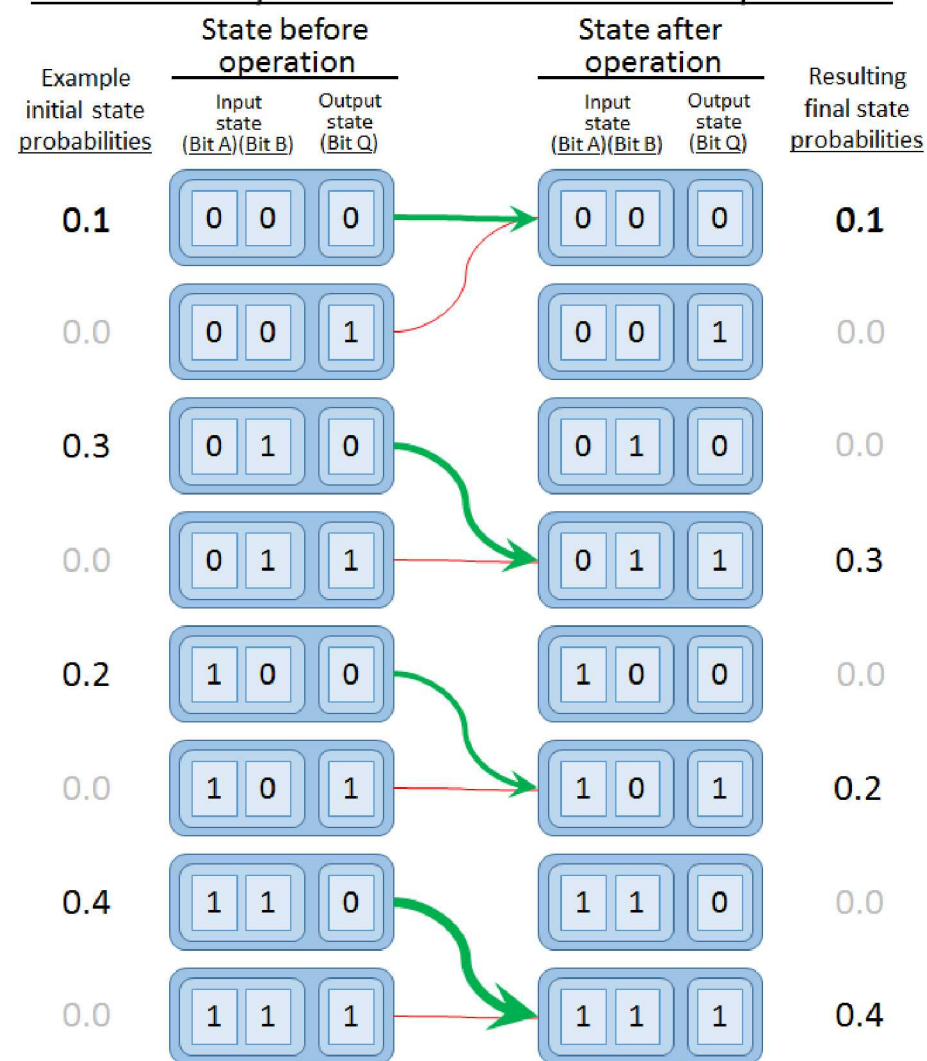 State before
operation
State after
operation
Example
initial state
probabilities
Input
state
(Bit A)(Bit B)
Output
state
(Bit Q)
Input
state
(Bit A)(Bit B)
Output
state
(Bit Q)
Resulting
final state
probabilities
0.1 0 0 0 0 0 0 0.1
0.0 0 0 1 0 0 1 0.0
0.3 0 1 0 0 1 0 0.0
0.0 0 1 1 0 1 1 0.3
0.2 1 0 0 1 0 0 0.0
0.0 1 0 1 1 0 1 0.2
0.4 1 1 0 1 1 0 0.0
0.0 1 1 1 1 1 1 0.4